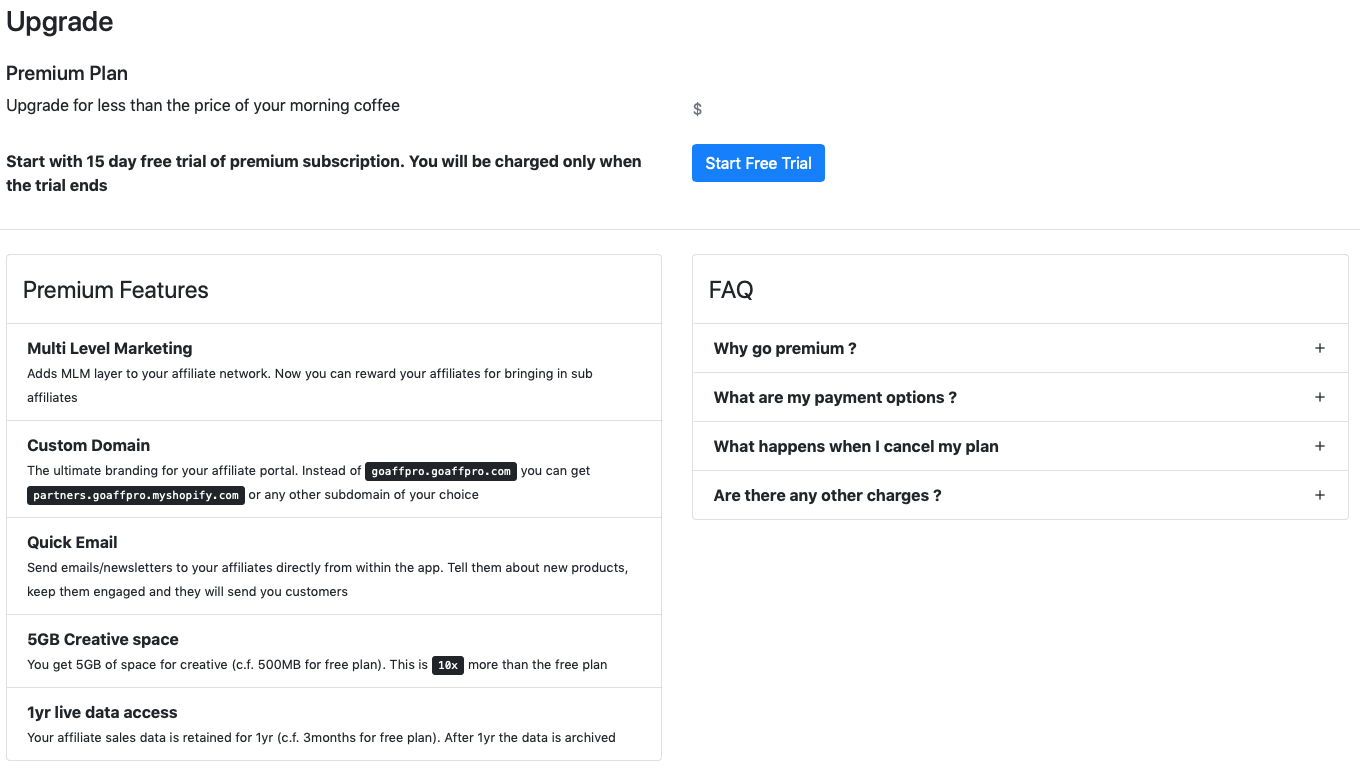 Upgrade
Premium Plan
Upgrade for less than the price of your morning coffee
$
Start with 15 day free trial of premium subscription. You will be charged only when
the trial ends
Start Free Trial
Premium Features
Multi Level Marketing
Adds MLM layer to your affiliate network. Now you can reward your affiliates for bringing in sub
affiliates
Custom Domain
The ultimate branding for your affiliate portal. Instead of goaffpro.goaffpro.com you can get
partners.goaffpro.myshopify.com or any other subdomain of your choice
Quick Email
Send emails/newsletters to your affiliates directly from within the app. Tell them about new products,
keep them engaged and they will send you customers
5GB Creative space
You get 5GB of space for creative (c.f. 500MB for free plan). This is 10x more than the free plan
1yr live data access
Your affiliate sales data is retained for 1yr (c.f. 3months for free plan). After 1yr the data is archived
FAQ
Why go premium ? +
What are my payment options ? +
What happens when I cancel my plan +
Are there any other charges ? +